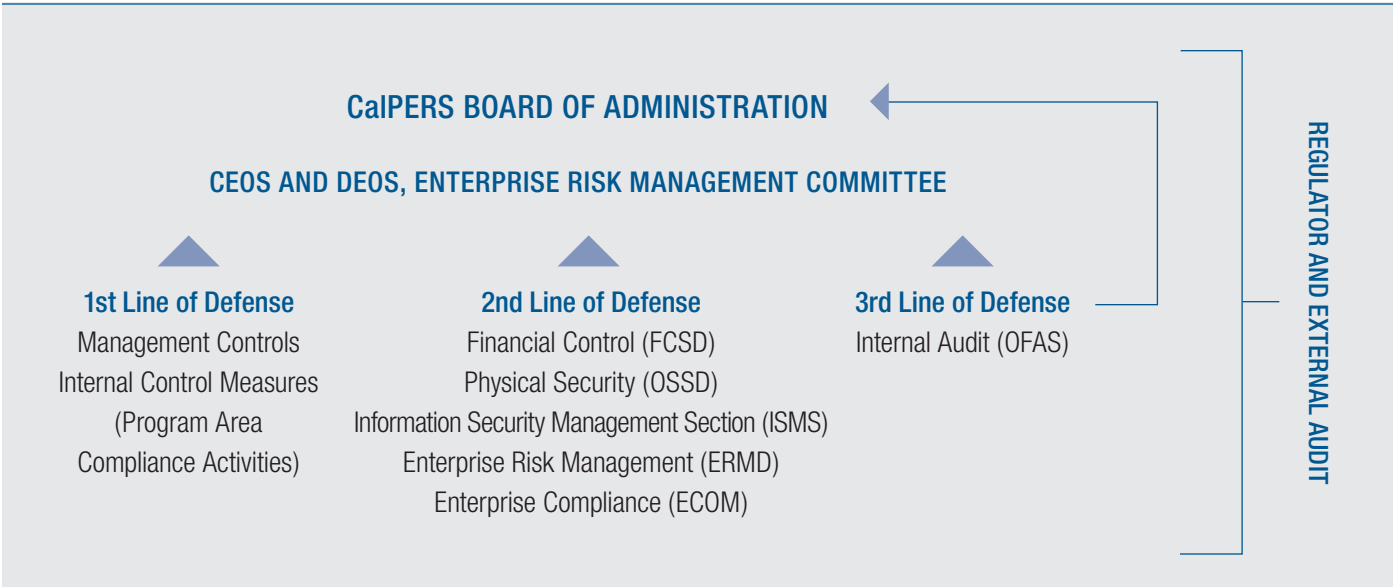 CalPERS BOARD OF ADMINISTRATION
CEOS AND DEOS, ENTERPRISE RISK MANAGEMENT COMMITTEE
1st Line of Defense
Management Controls
Internal Control Measures
(Program Area
Compliance Activities)
2nd Line of Defense
Financial Control (FCSD)
Physical Security (OSSD)
Information Security Management Section (ISMS)
Enterprise Risk Management (ERMD)
Enterprise Compliance (ECOM)
3rd Line of Defense
Internal Audit (OFAS)
REGULATOR AND EXTERNAL AUDIT